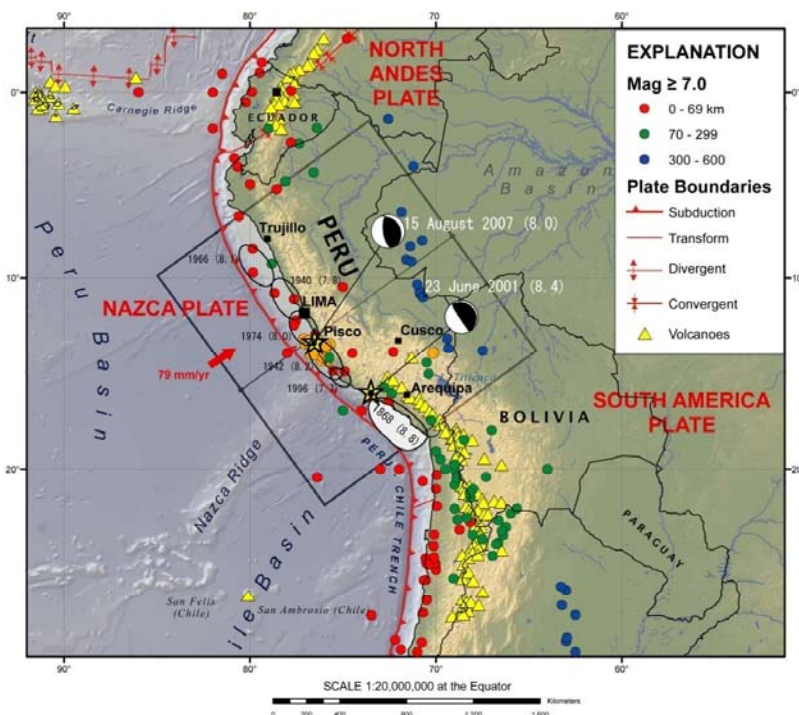 NORTH
ANDES
PLATE
EXPLANATION
Mag ≥ 7.0
0 - 69 km
70 - 299
300 - 600
Plate Boundaries
Subduction
Transform
Divergent
Convergent
Volcanoes
0°
0°
Carnegie Ridge
ECUADOR
Amazon
Basin
PERU
15 August 2007 (8.0)
Trujillo
Peru Basin
10°
10°
1966 (8.1)
1940 (7.8)
23 June 2001 (8.4)
NAZCA PLATE
LIMA
Pisco
Cusco
1974 (8.0)
79 mm/yr
1942 (8.2)
1996 (7.7)
Arequipa
1868 (8.8)
BOLIVIA
SOUTH AMERICA
PLATE
20°
20°
Nazca Ridge
PERU - CHILE TRENCH
PARAGUAY
San Felix
(Chile)
San Ambrosio (Chile)
ile Basin
90°
80°
70°
60°
SCALE 1:20,000,000 at the Equator
Kilometers